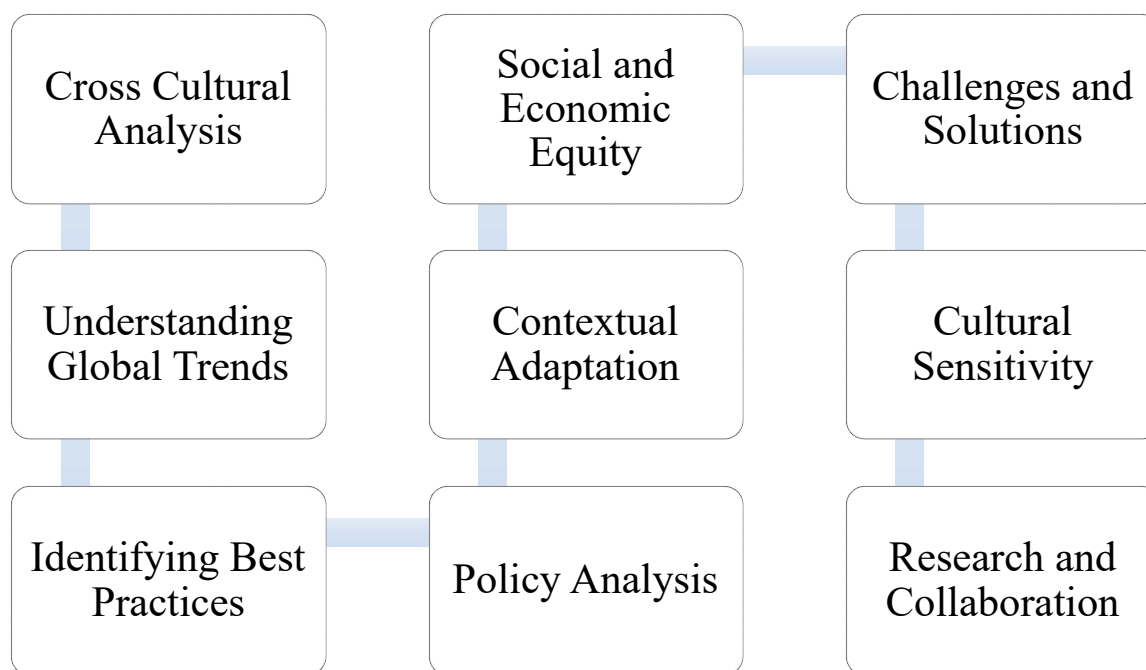 Cross Cultural
Analysis
Understanding
Global Trends
Identifying Best
Practices
Policy Analysis
Contextual
Adaptation
Social and
Economic
Equity
Challenges and
Solutions
Cultural
Sensitivity
Research and
Collaboration